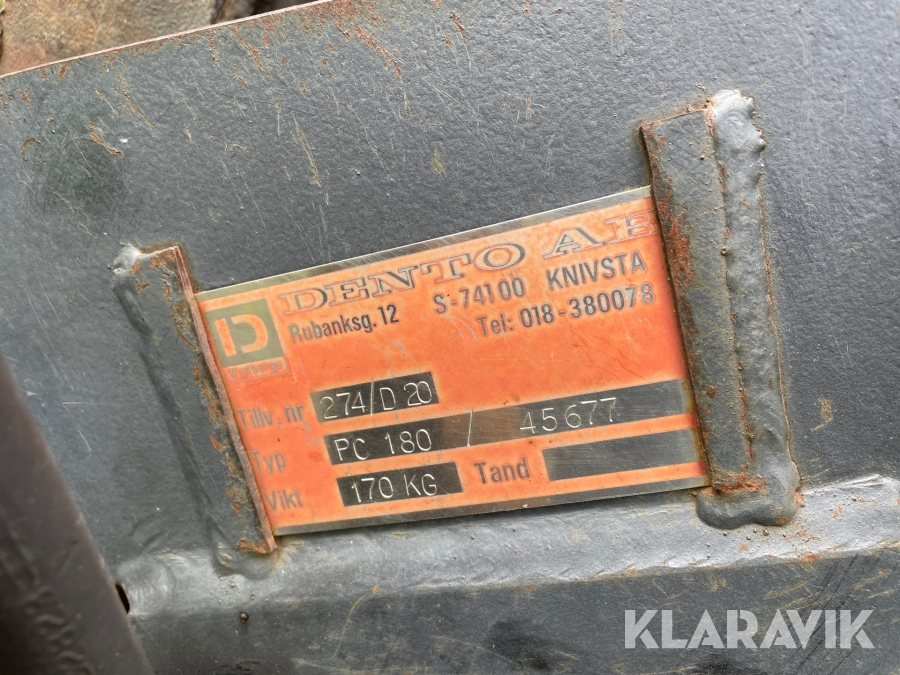 DENTO AB
Rubanksg. 12 S-741 00 KNIVSTA
Tel: 018-380078
D
Tillv. nr 274/D 20
Typ PC 180 / 45677
Vikt 170 KG Tand
KLARAVIK